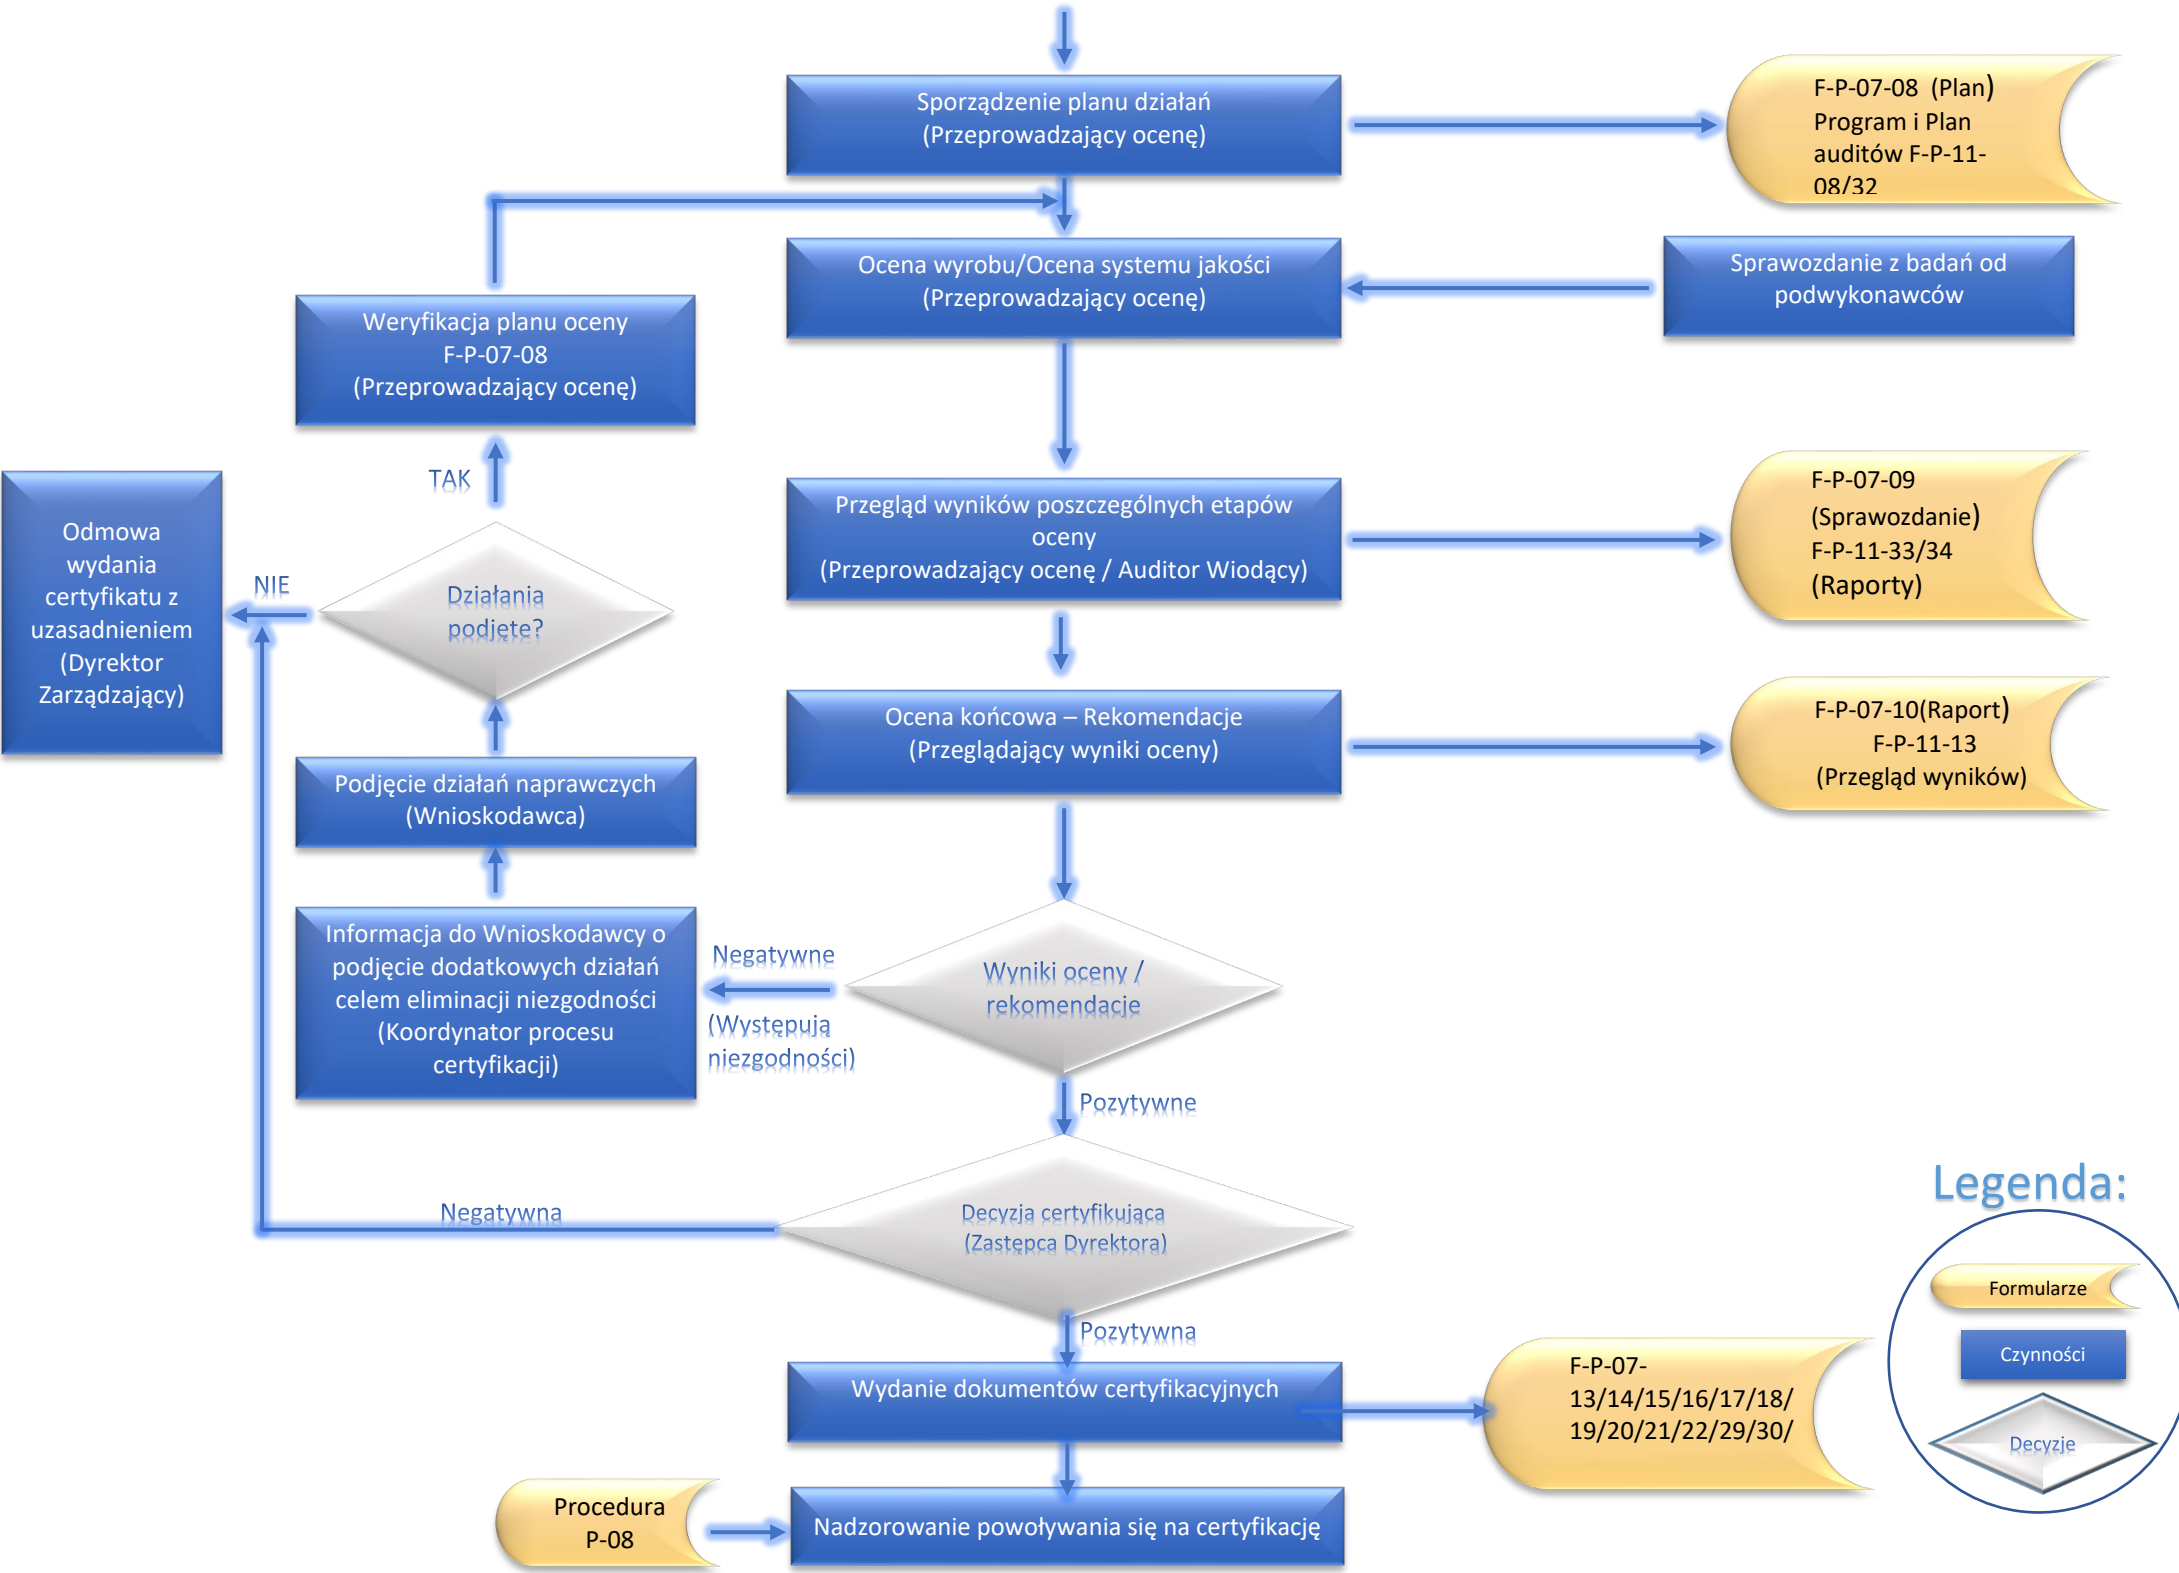 Sporządzenie planu działań
(Przeprowadzający ocenę)
F-P-07-08 (Plan)
Program i Plan
auditów F-P-11-
08/32
Ocena wyrobu/Ocena systemu jakości
(Przeprowadzający ocenę)
Sprawozdanie z badań od
podwykonawców
Weryfikacja planu oceny
F-P-07-08
(Przeprowadzający ocenę)
TAK
Odmowa
wydania
certyfikatu z
uzasadnieniem
(Dyrektor
Zarządzający)
NIE
Działania
podjęte?
Przegląd wyników poszczególnych etapów
oceny
(Przeprowadzający ocenę / Auditor Wiodący)
F-P-07-09
(Sprawozdanie)
F-P-11-33/34
(Raporty)
Ocena końcowa – Rekomendacje
(Przeglądający wyniki oceny)
F-P-07-10(Raport)
F-P-11-13
(Przegląd wyników)
Podjęcie działań naprawczych
(Wnioskodawca)
Informacja do Wnioskodawcy o
podjęcie dodatkowych działań
celem eliminacji niezgodności
(Koordynator procesu
certyfikacji)
Negatywne
(Występują
niezgodności)
Wyniki oceny /
rekomendacje
Pozytywne
Negatywna
Decyzja certyfikująca
(Zastępca Dyrektora)
Pozytywna
Wydanie dokumentów certyfikacyjnych
F-P-07-
13/14/15/16/17/18/
19/20/21/22/29/30/
Procedura
P-08
Nadzorowanie powoływania się na certyfikację
Legenda:
Formularze
Czynności
Decyzje